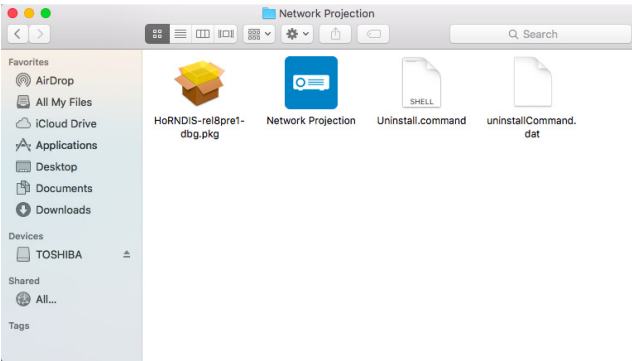 Network Projection
Search
Favorites
AirDrop
All My Files
iCloud Drive
Applications
Desktop
Documents
Downloads
Devices
TOSHIBA
Shared
All...
Tags
SHELL
HoRNDIS-rel8pre1-
dbg.pkg
Network Projection
Uninstall.command
uninstallCommand.
dat